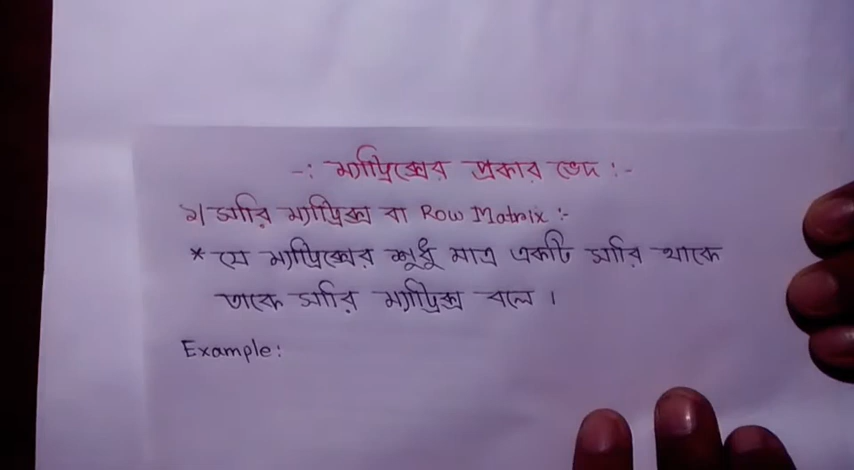 -: ম্যাট্রিক্সের প্রকার ভেদ :-
১। সারি ম্যাট্রিক্স বা Row Matrix :-
* যে ম্যাট্রিক্সের শুধু মাত্র একটি সারি থাকে
তাকে সারি ম্যাট্রিক্স বলে ।
Example: